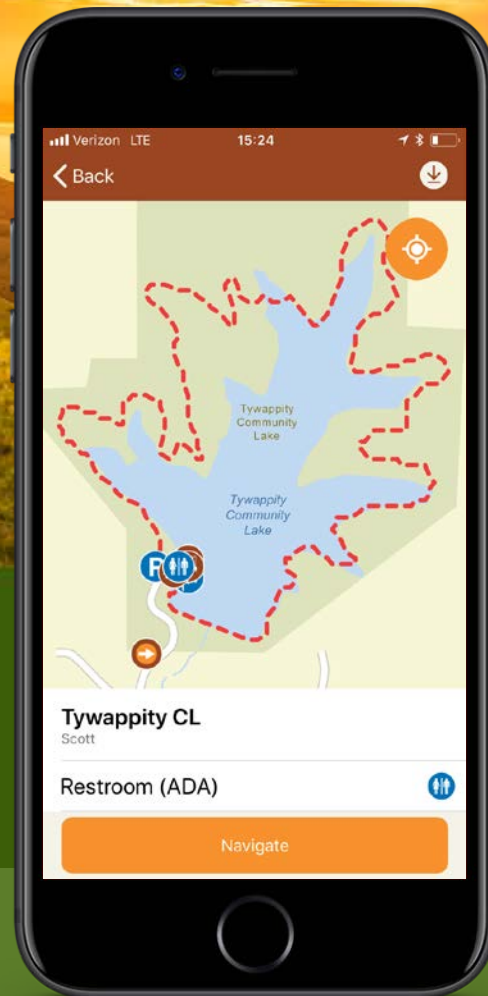 Verizon LTE 15:24
Back
Tywappity
Community
Lake
Tywappity
Community
Lake
P
Tywappity CL
Scott
Restroom (ADA)
Navigate